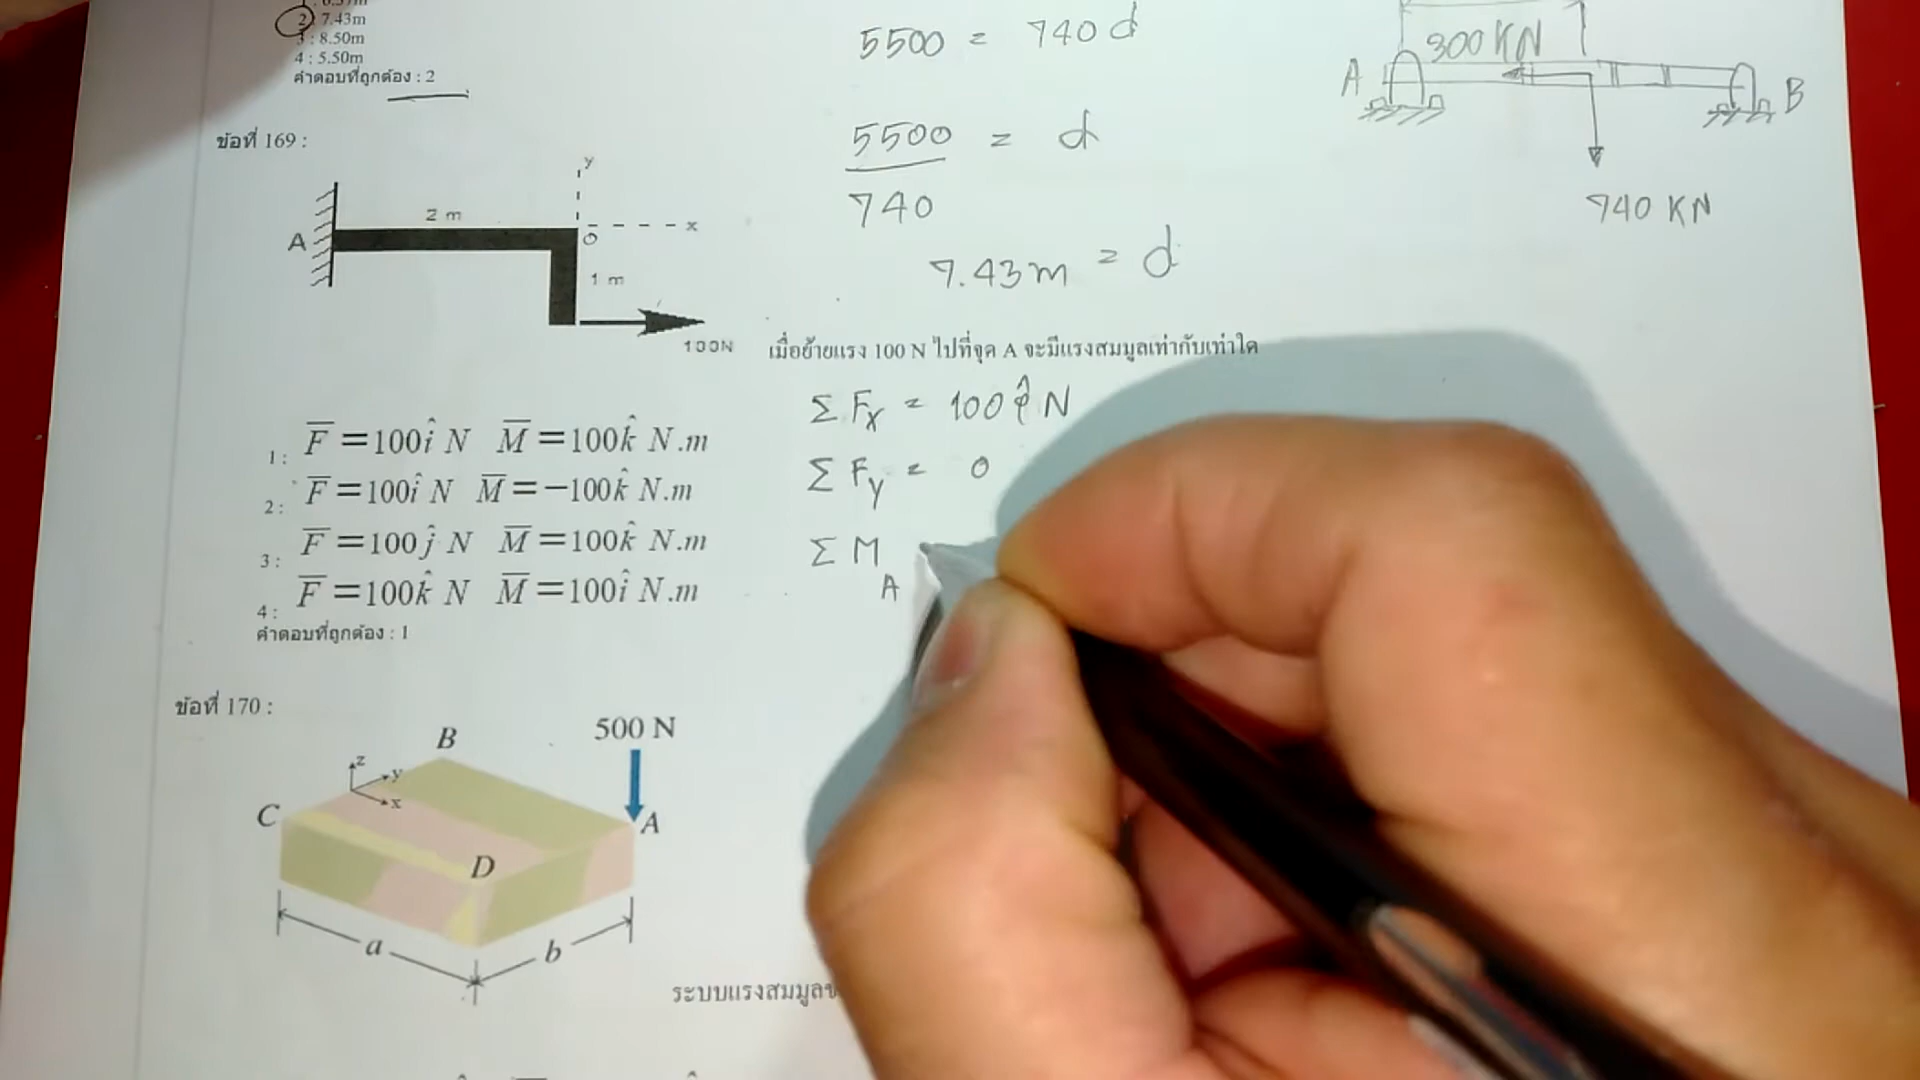 2 : 7.43m
3 : 8.50m
4 : 5.50m
คำตอบที่ถูกต้อง : 2
5500 = 740 d
5500 = d
740
7.43 m = d
300 KN
A
B
740 KN
ข้อที่ 169 :
y
2 m
A
O
x
1 m
100N
เมื่อย้ายแรง 100 N ไปที่จุด A จะมีแรงสมมูลเท่ากับเท่าใด
Σ Fx = 100 î N
Σ Fy = 0
Σ M A
1 : F̅ =100î N M̅ =100k̂ N.m
2 : F̅ =100î N M̅ =−100k̂ N.m
3 : F̅ =100ĵ N M̅ =100k̂ N.m
4 : F̅ =100k̂ N M̅ =100î N.m
คำตอบที่ถูกต้อง : 1
ข้อที่ 170 :
500 N
B
z
y
x
C
A
D
a
b
ระบบแรงสมมูล